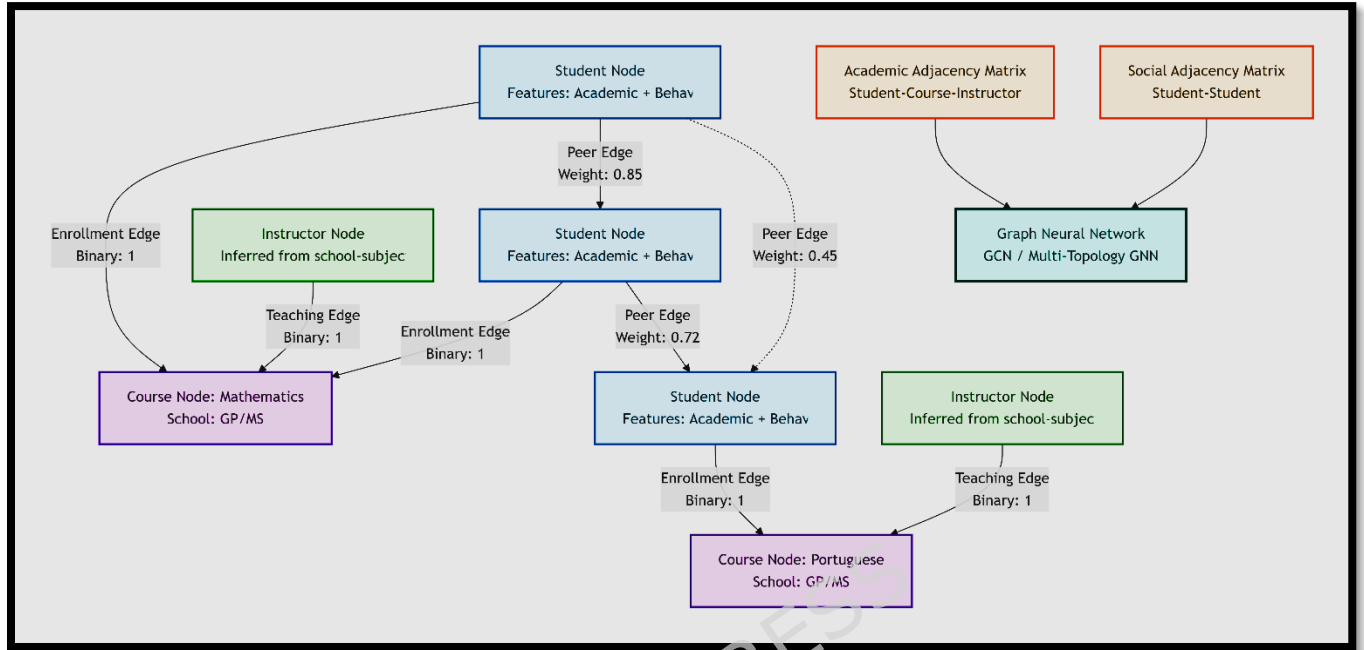 Student Node
Features: Academic + Behav
Academic Adjacency Matrix
Student-Course-Instructor
Social Adjacency Matrix
Student-Student
Peer Edge
Weight: 0.85
Enrollment Edge
Binary: 1
Instructor Node
Inferred from school-subjec
Student Node
Features: Academic + Behav
Peer Edge
Weight: 0.45
Graph Neural Network
GCN / Multi-Topology GNN
Teaching Edge
Binary: 1
Enrollment Edge
Binary: 1
Peer Edge
Weight: 0.72
Course Node: Mathematics
School: GP/MS
Student Node
Features: Academic + Behav
Instructor Node
Inferred from school-subjec
Enrollment Edge
Binary: 1
Teaching Edge
Binary: 1
Course Node: Portuguese
School: GP/MS